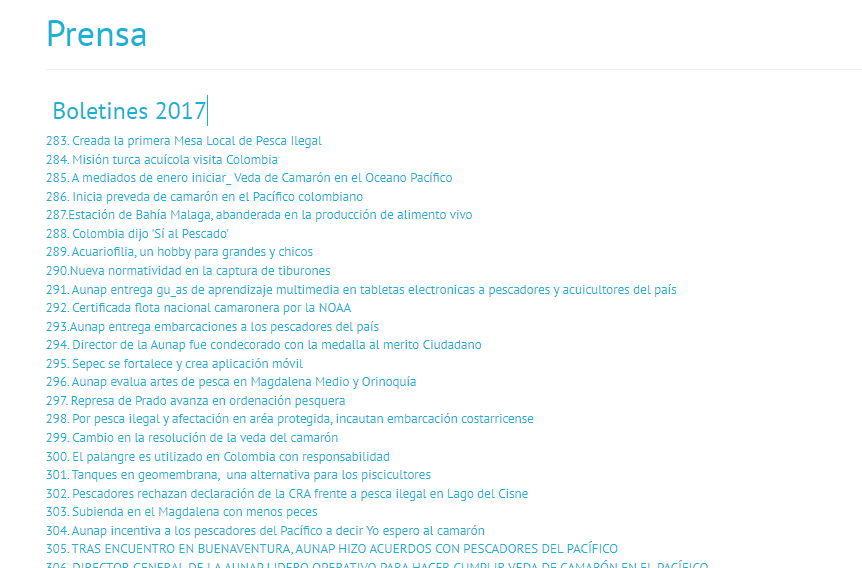 Prensa
Boletines 2017
283. Creada la primera Mesa Local de Pesca Ilegal
284. Misión turca acuícola visita Colombia
285. A mediados de enero iniciar_ Veda de Camarón en el Oceano Pacífico
286. Inicia preveda de camarón en el Pacífico colombiano
287.Estación de Bahía Malaga, abanderada en la producción de alimento vivo
288. Colombia dijo 'Sí al Pescado'
289. Acuariofilia, un hobby para grandes y chicos
290.Nueva normatividad en la captura de tiburones
291. Aunap entrega gu_as de aprendizaje multimedia en tabletas electronicas a pescadores y acuicultores del país
292. Certificada flota nacional camaronera por la NOAA
293.Aunap entrega embarcaciones a los pescadores del país
294. Director de la Aunap fue condecorado con la medalla al merito Ciudadano
295. Sepec se fortalece y crea aplicación móvil
296. Aunap evalua artes de pesca en Magdalena Medio y Orinoquía
297. Represa de Prado avanza en ordenación pesquera
298. Por pesca ilegal y afectación en aréa protegida, incautan embarcación costarricense
299. Cambio en la resolución de la veda del camarón
300. El palangre es utilizado en Colombia con responsabilidad
301. Tanques en geomembrana,  una alternativa para los piscicultores
302. Pescadores rechazan declaración de la CRA frente a pesca ilegal en Lago del Cisne
303. Subienda en el Magdalena con menos peces
304. Aunap incentiva a los pescadores del Pacífico a decir Yo espero al camarón
305. TRAS ENCUENTRO EN BUENAVENTURA, AUNAP HIZO ACUERDOS CON PESCADORES DEL PACÍFICO
306. DIRECTOR GENERAL DE LA AUNAP LIDERO OPERATIVO PARA HACER CUMPLIR VEDA DE CAMARÓN EN EL PACÍFICO